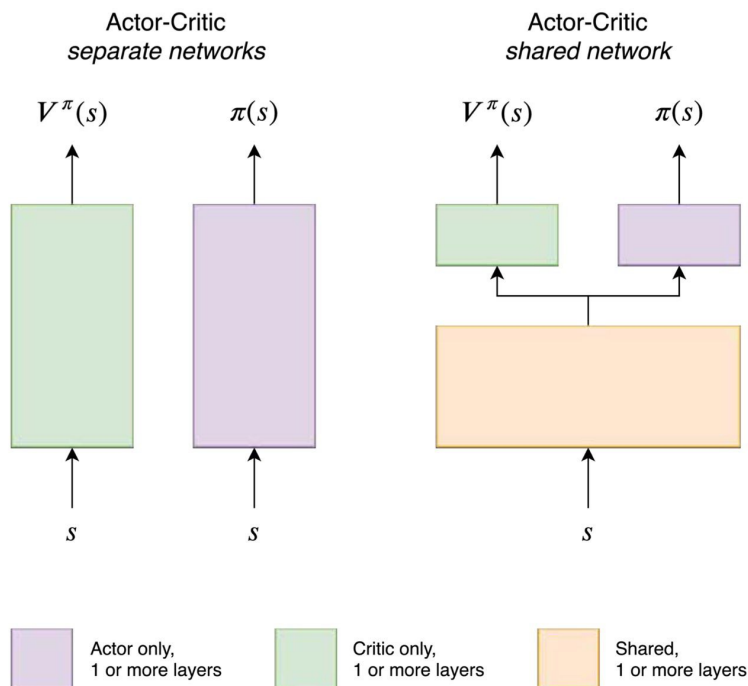 Actor-Critic
separate networks
V^π(s)
π(s)
s
s
Actor-Critic
shared network
V^π(s)
π(s)
s
Actor only,
1 or more layers
Critic only,
1 or more layers
Shared,
1 or more layers